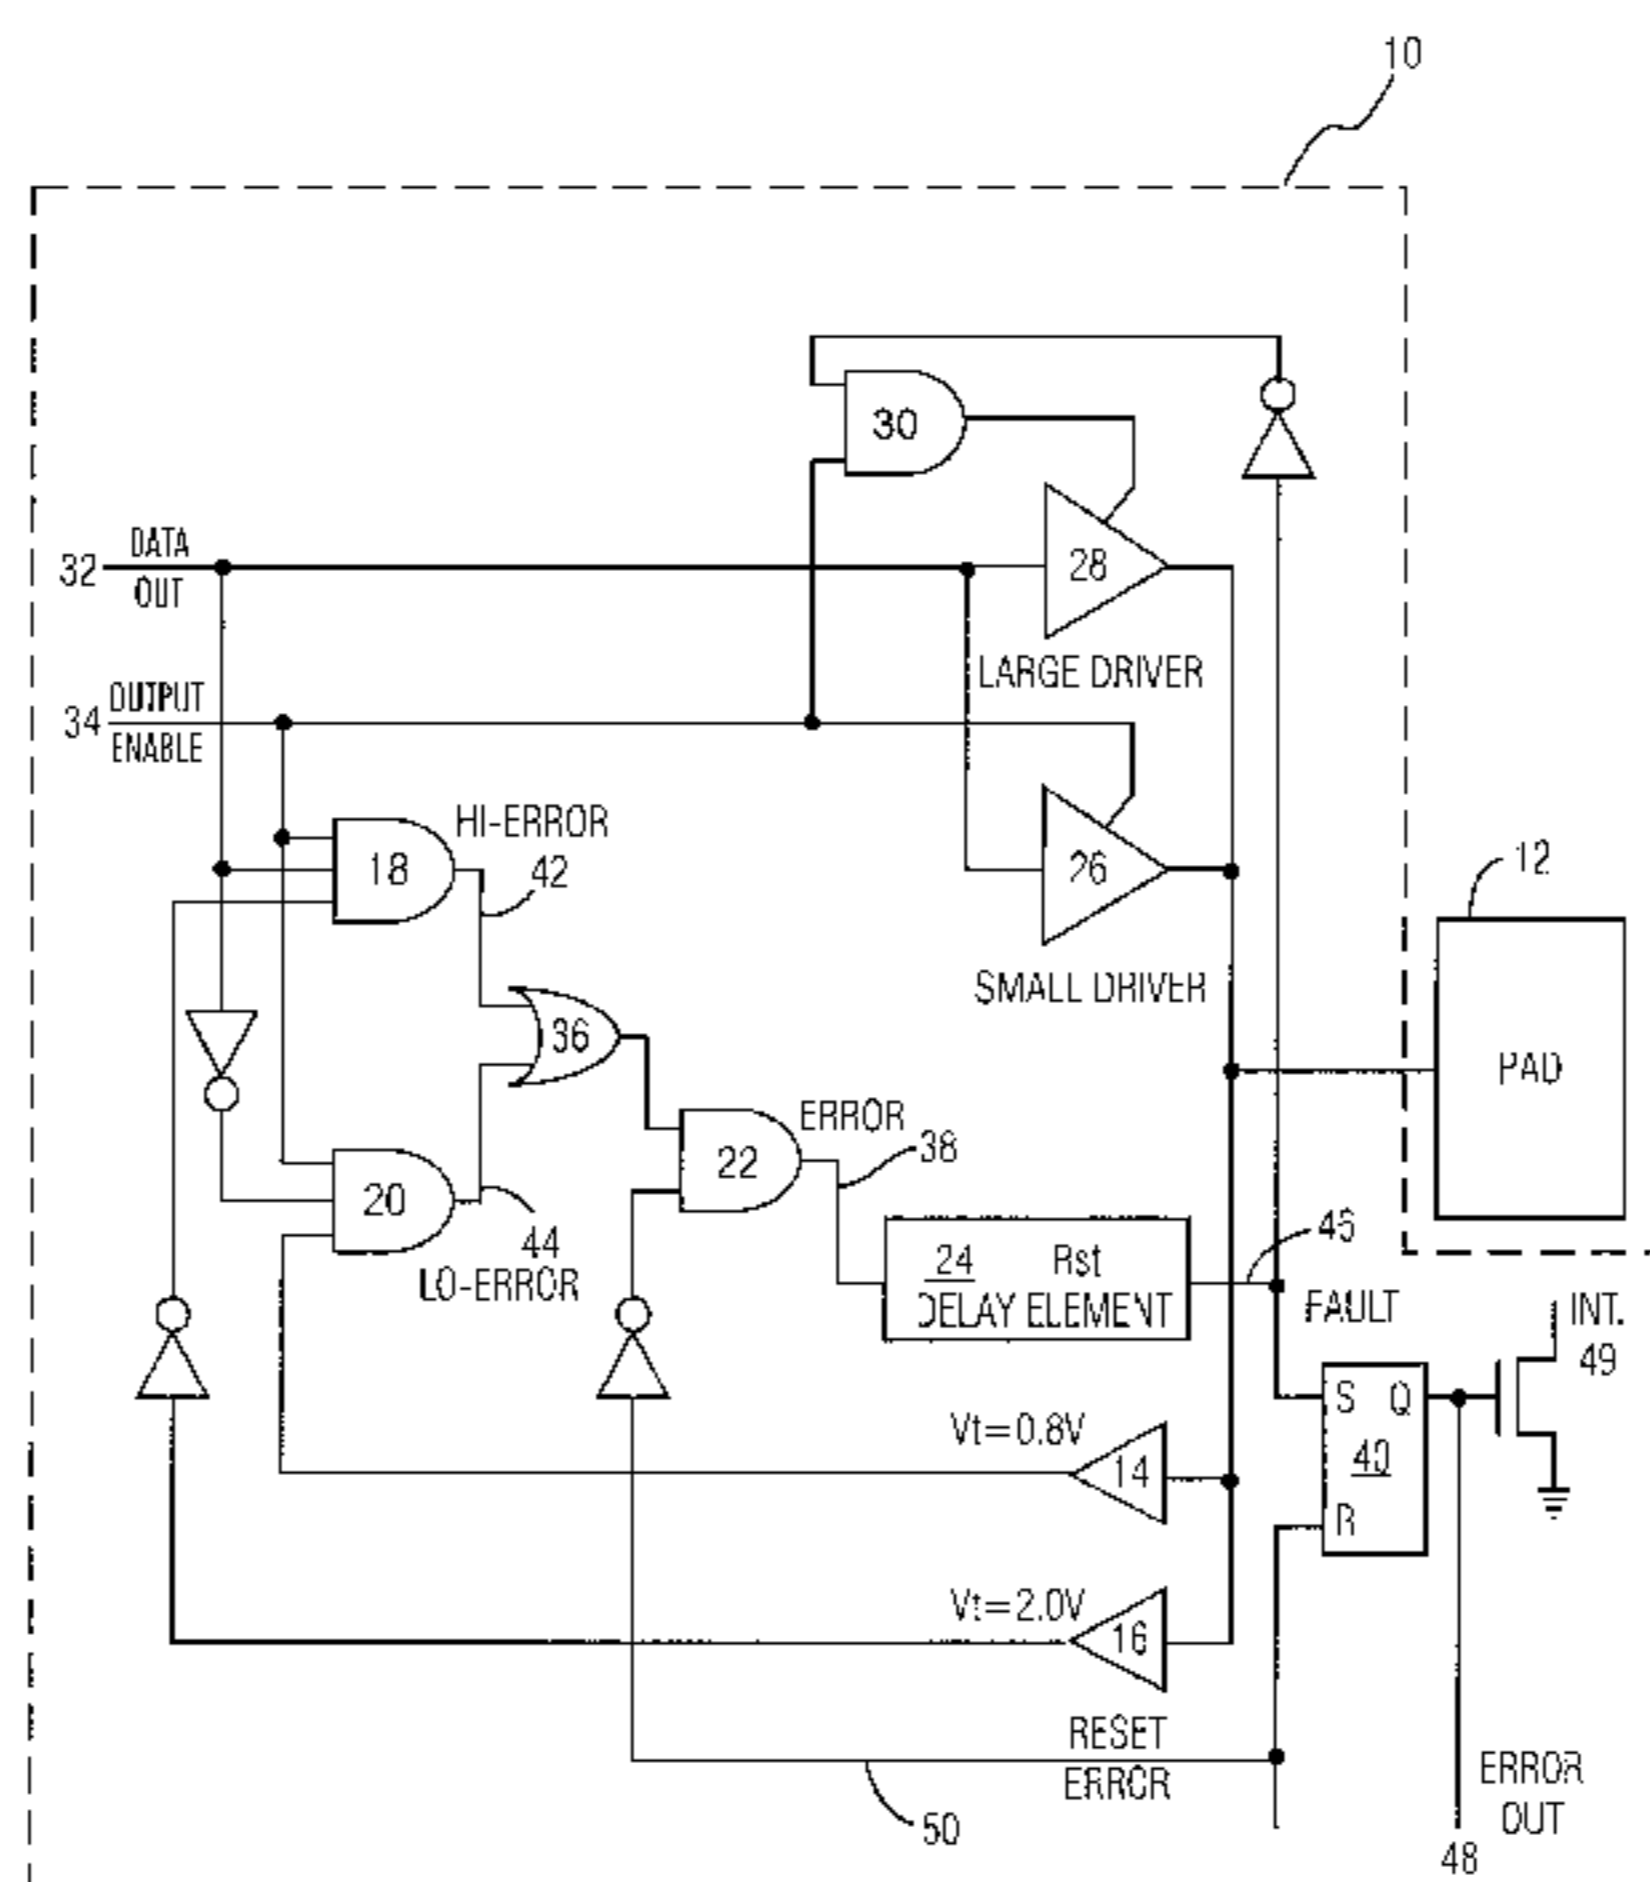 10
30
DATA
32
OUT
28
LARGE DRIVER
OUTPUT
34
ENABLE
HI-ERROR
18
42
26
12
SMALL DRIVER
36
PAD
ERROR
38
22
20
44
LO-ERROR
46
24 Rst
DELAY ELEMENT
FAULT
INT.
49
S Q
40
R
Vt=0.8V
14
Vt=2.0V
16
RESET
ERROR
50
ERROR
OUT
48